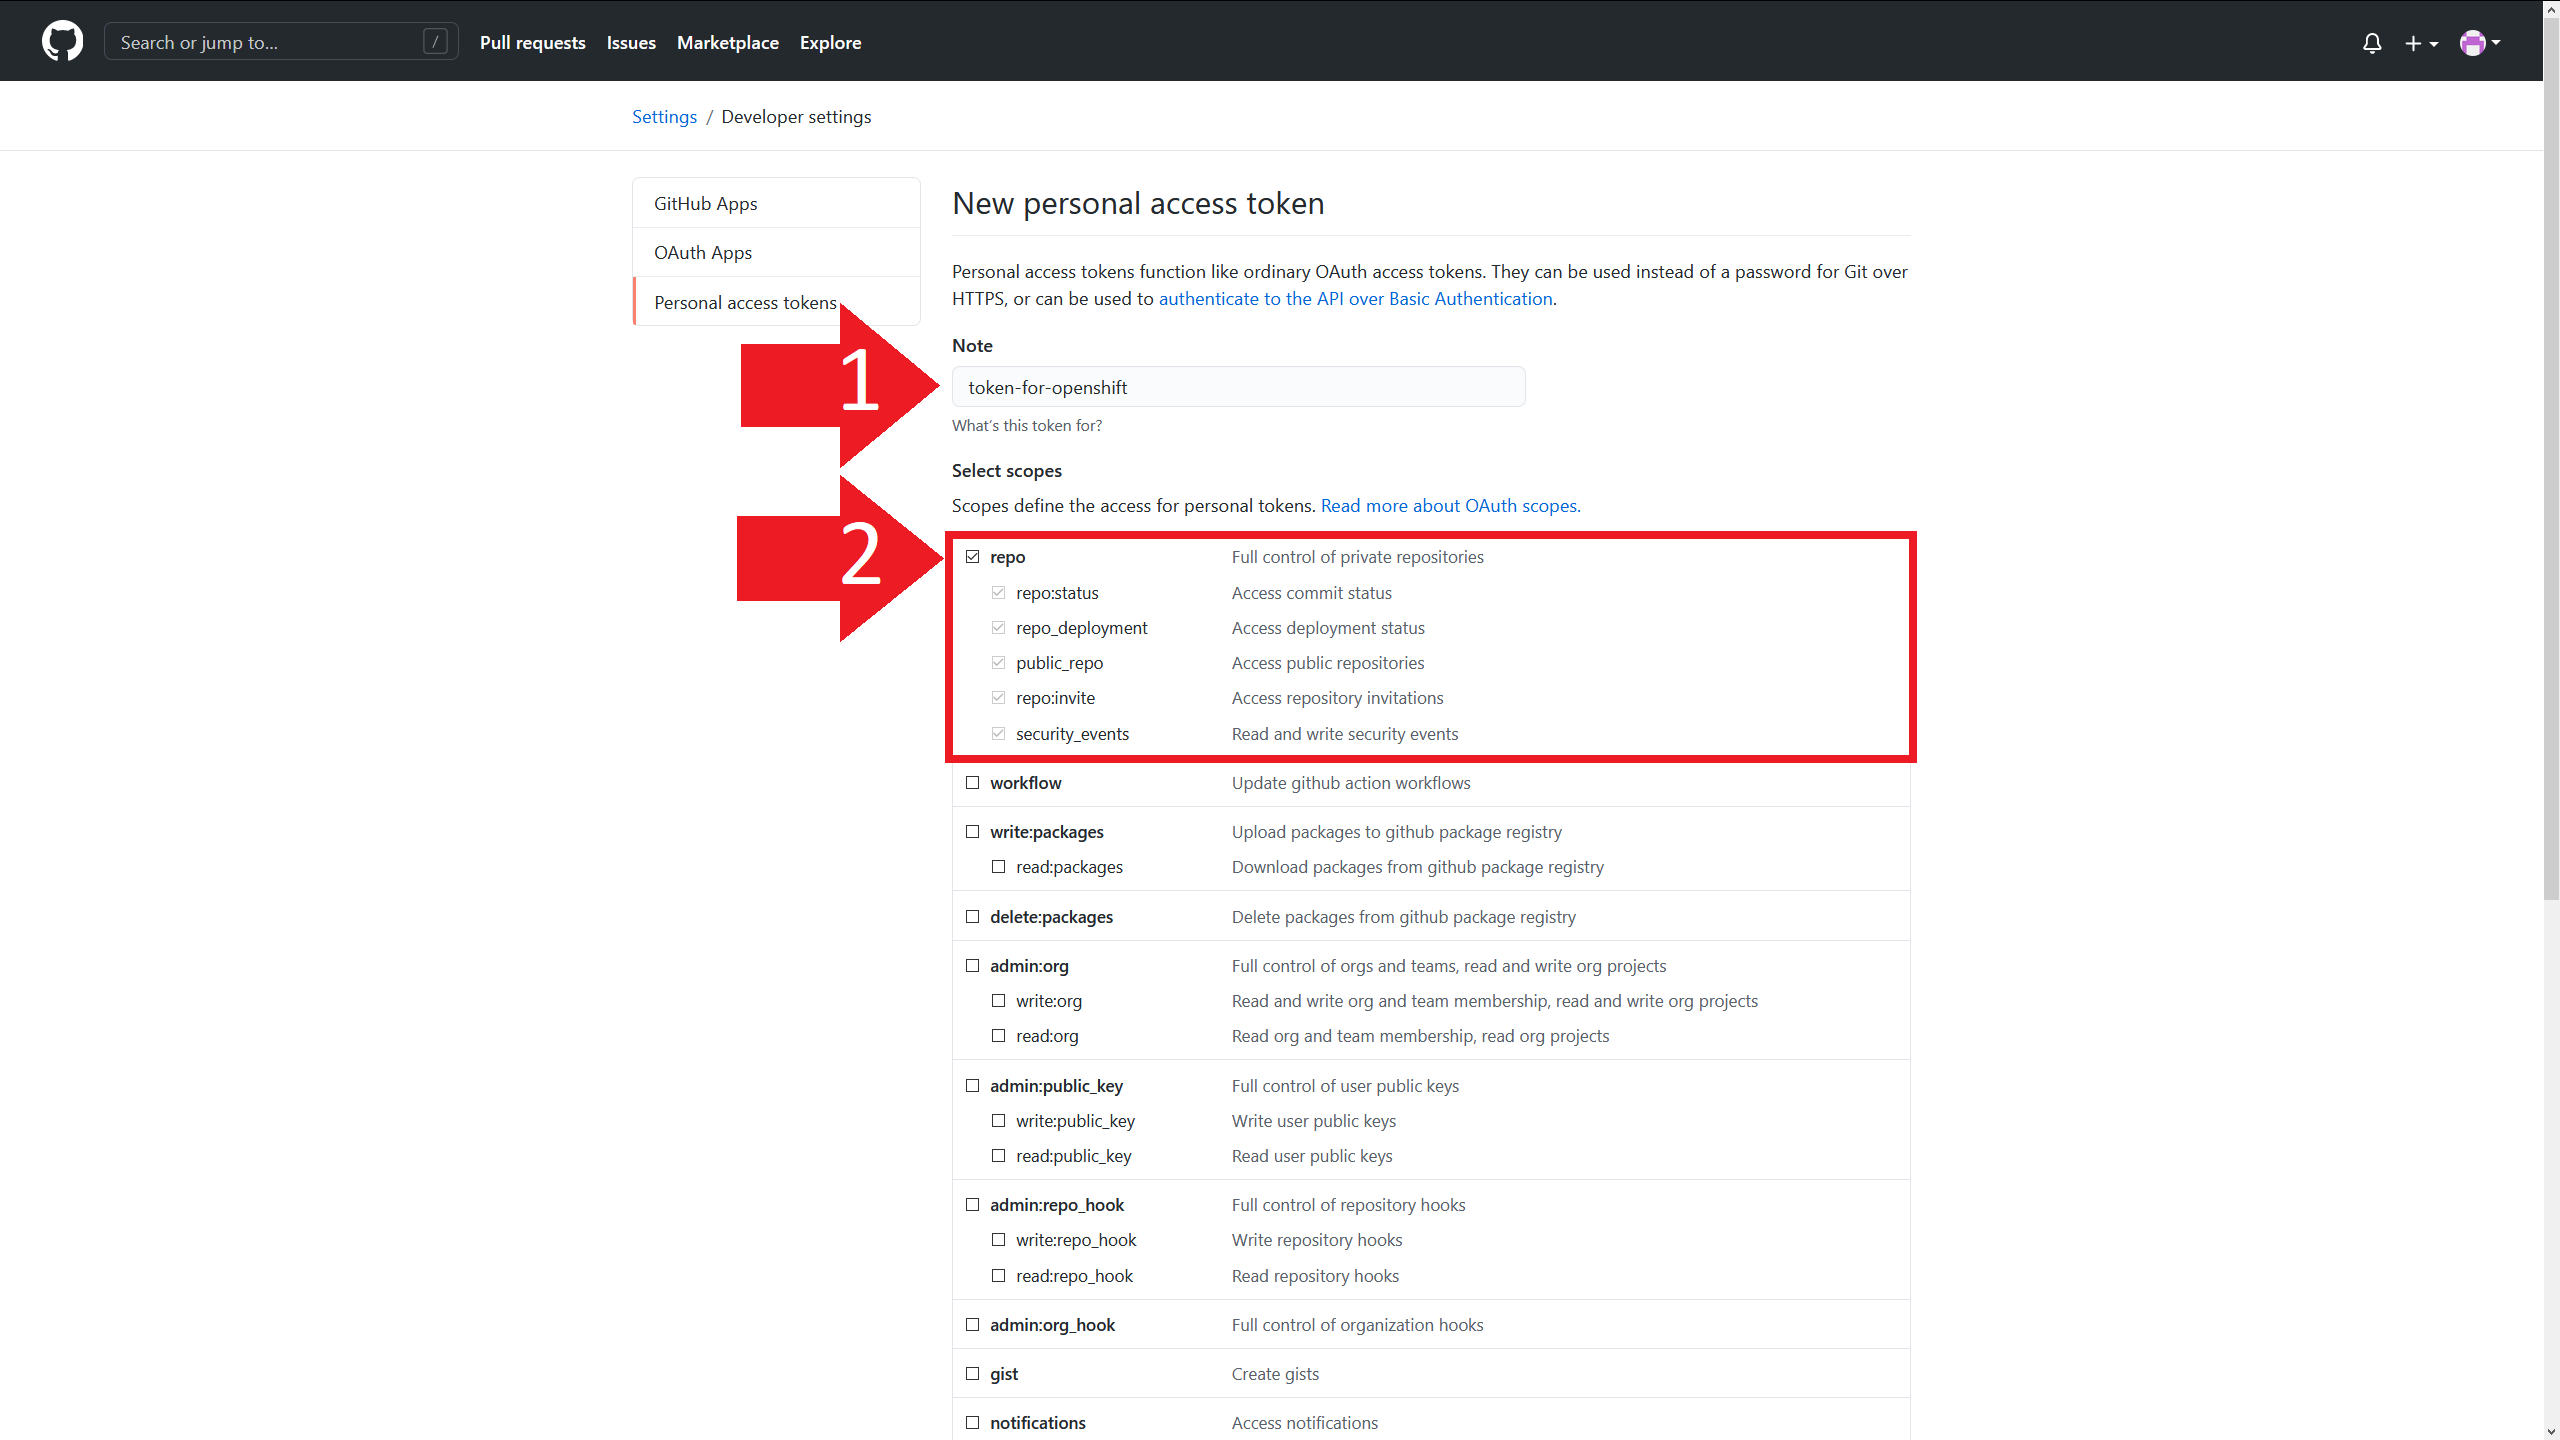 Search or jump to... /
Pull requests Issues Marketplace Explore
Settings / Developer settings
GitHub Apps
OAuth Apps
Personal access tokens
New personal access token
Personal access tokens function like ordinary OAuth access tokens. They can be used instead of a password for Git over
HTTPS, or can be used to authenticate to the API over Basic Authentication.
Note
1
token-for-openshift
What's this token for?
Select scopes
Scopes define the access for personal tokens. Read more about OAuth scopes.
2
repo Full control of private repositories
repo:status Access commit status
repo_deployment Access deployment status
public_repo Access public repositories
repo:invite Access repository invitations
security_events Read and write security events
workflow Update github action workflows
write:packages Upload packages to github package registry
read:packages Download packages from github package registry
delete:packages Delete packages from github package registry
admin:org Full control of orgs and teams, read and write org projects
write:org Read and write org and team membership, read and write org projects
read:org Read org and team membership, read org projects
admin:public_key Full control of user public keys
write:public_key Write user public keys
read:public_key Read user public keys
admin:repo_hook Full control of repository hooks
write:repo_hook Write repository hooks
read:repo_hook Read repository hooks
admin:org_hook Full control of organization hooks
gist Create gists
notifications Access notifications